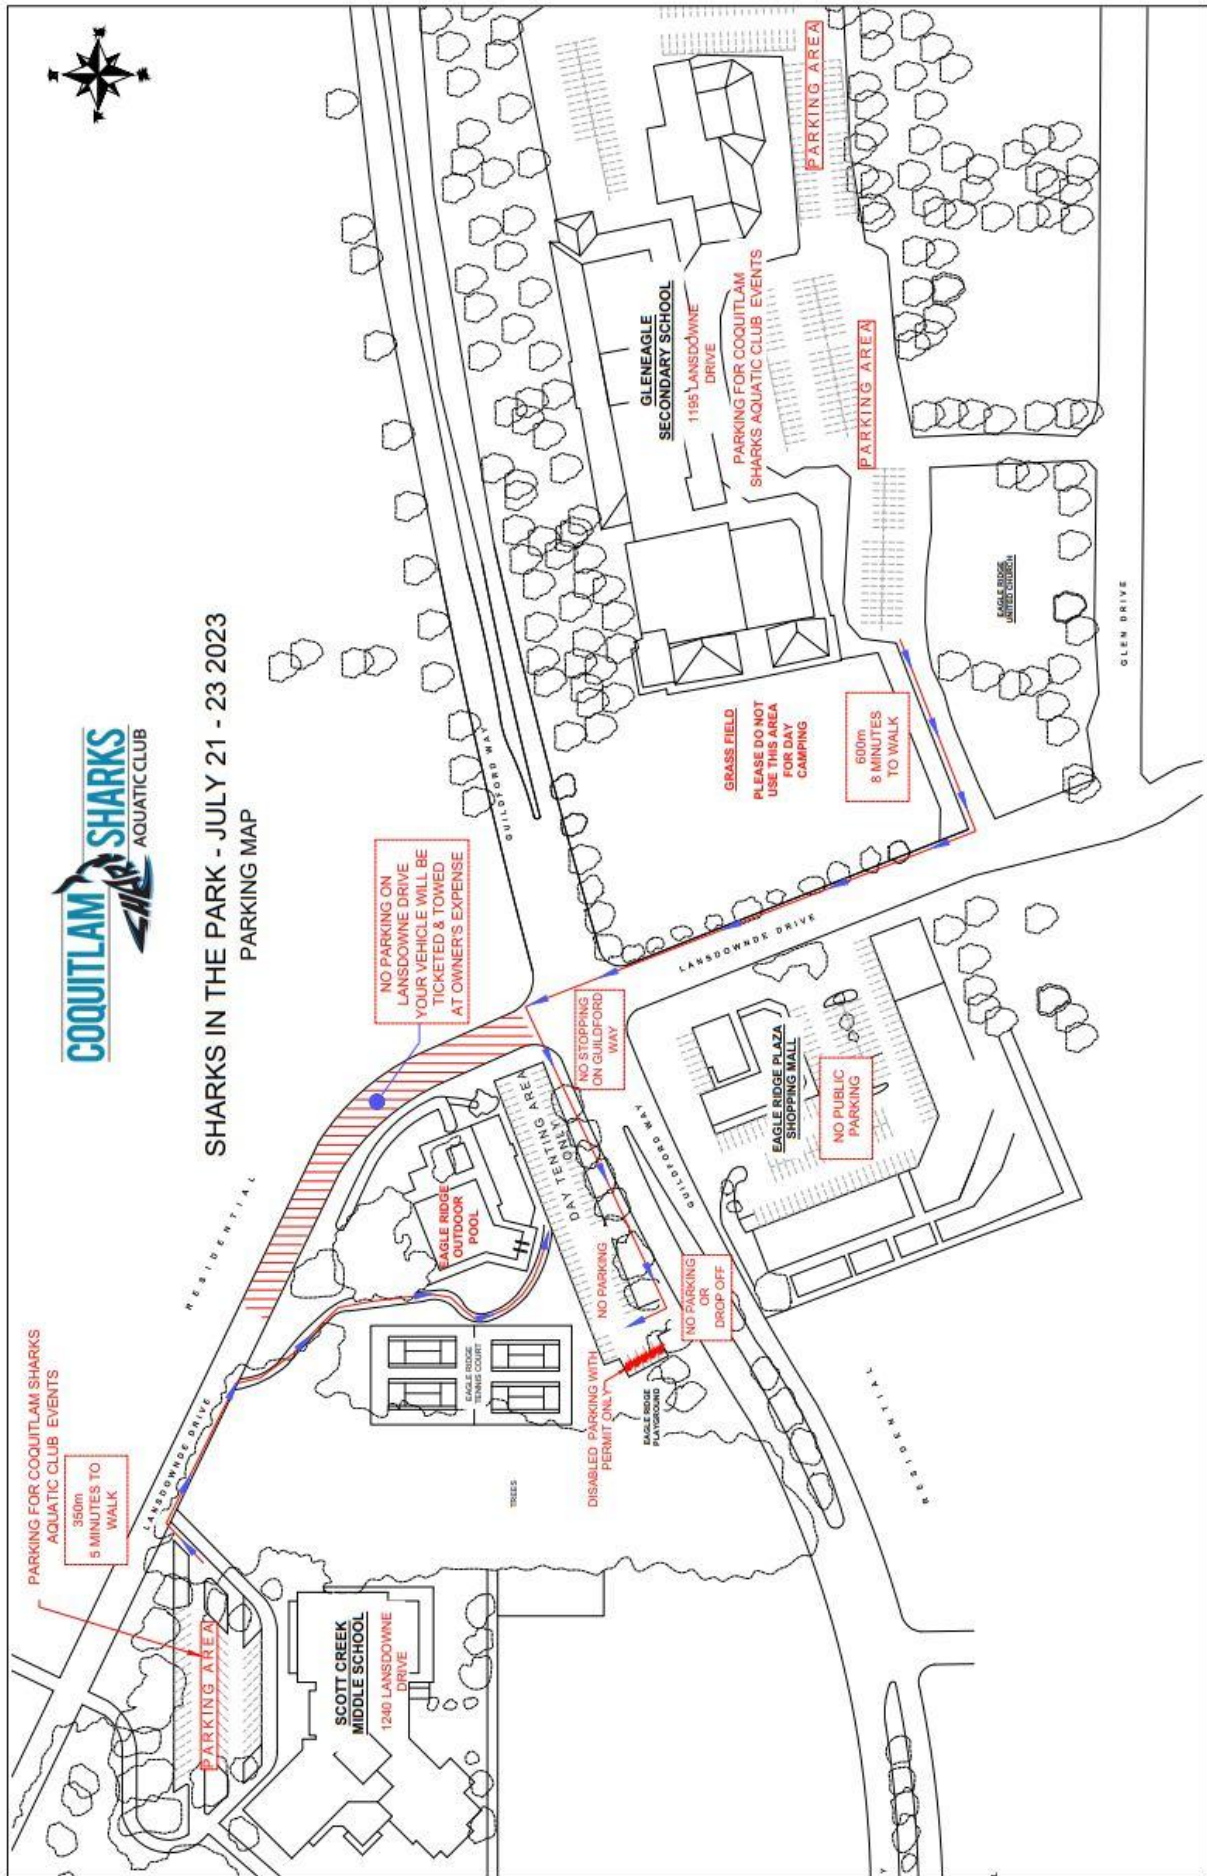 COQUITLAM SHARKS
AQUATIC CLUB
SHARKS IN THE PARK - JULY 21 - 23 2023
PARKING MAP
PARKING FOR COQUITLAM SHARKS
AQUATIC CLUB EVENTS
350m
5 MINUTES TO
WALK
LANSDOWNDE DRIVE
PARKING AREA
SCOTT CREEK
MIDDLE SCHOOL
1240 LANSDOWNE
DRIVE
RESIDENTIAL
NO PARKING ON
LANSDOWNE DRIVE
YOUR VEHICLE WILL BE
TICKETED & TOWED
AT OWNER'S EXPENSE
EAGLE RIDGE
OUTDOOR
POOL
EAGLE RIDGE
TENNIS COURT
TREES
DAY TENTING AREA
ONLY
NO PARKING
DISABLED PARKING WITH
PERMIT ONLY
EAGLE RIDGE
PLAYGROUND
NO PARKING
OR
DROP OFF
NO STOPPING
ON GUILDFORD
WAY
GUILDFORD WAY
RESIDENTIAL
EAGLE RIDGE PLAZA
SHOPPING MALL
NO PUBLIC
PARKING
LANSDOWNDE DRIVE
GUILDFORD WAY
GRASS FIELD
PLEASE DO NOT
USE THIS AREA
FOR DAY
CAMPING
600m
8 MINUTES
TO WALK
GLENEAGLE
SECONDARY SCHOOL
1195 LANSDOWNE
DRIVE
PARKING FOR COQUITLAM
SHARKS AQUATIC CLUB EVENTS
PARKING AREA
PARKING AREA
EAGLE RIDGE
UNITED CHURCH
GLEN DRIVE